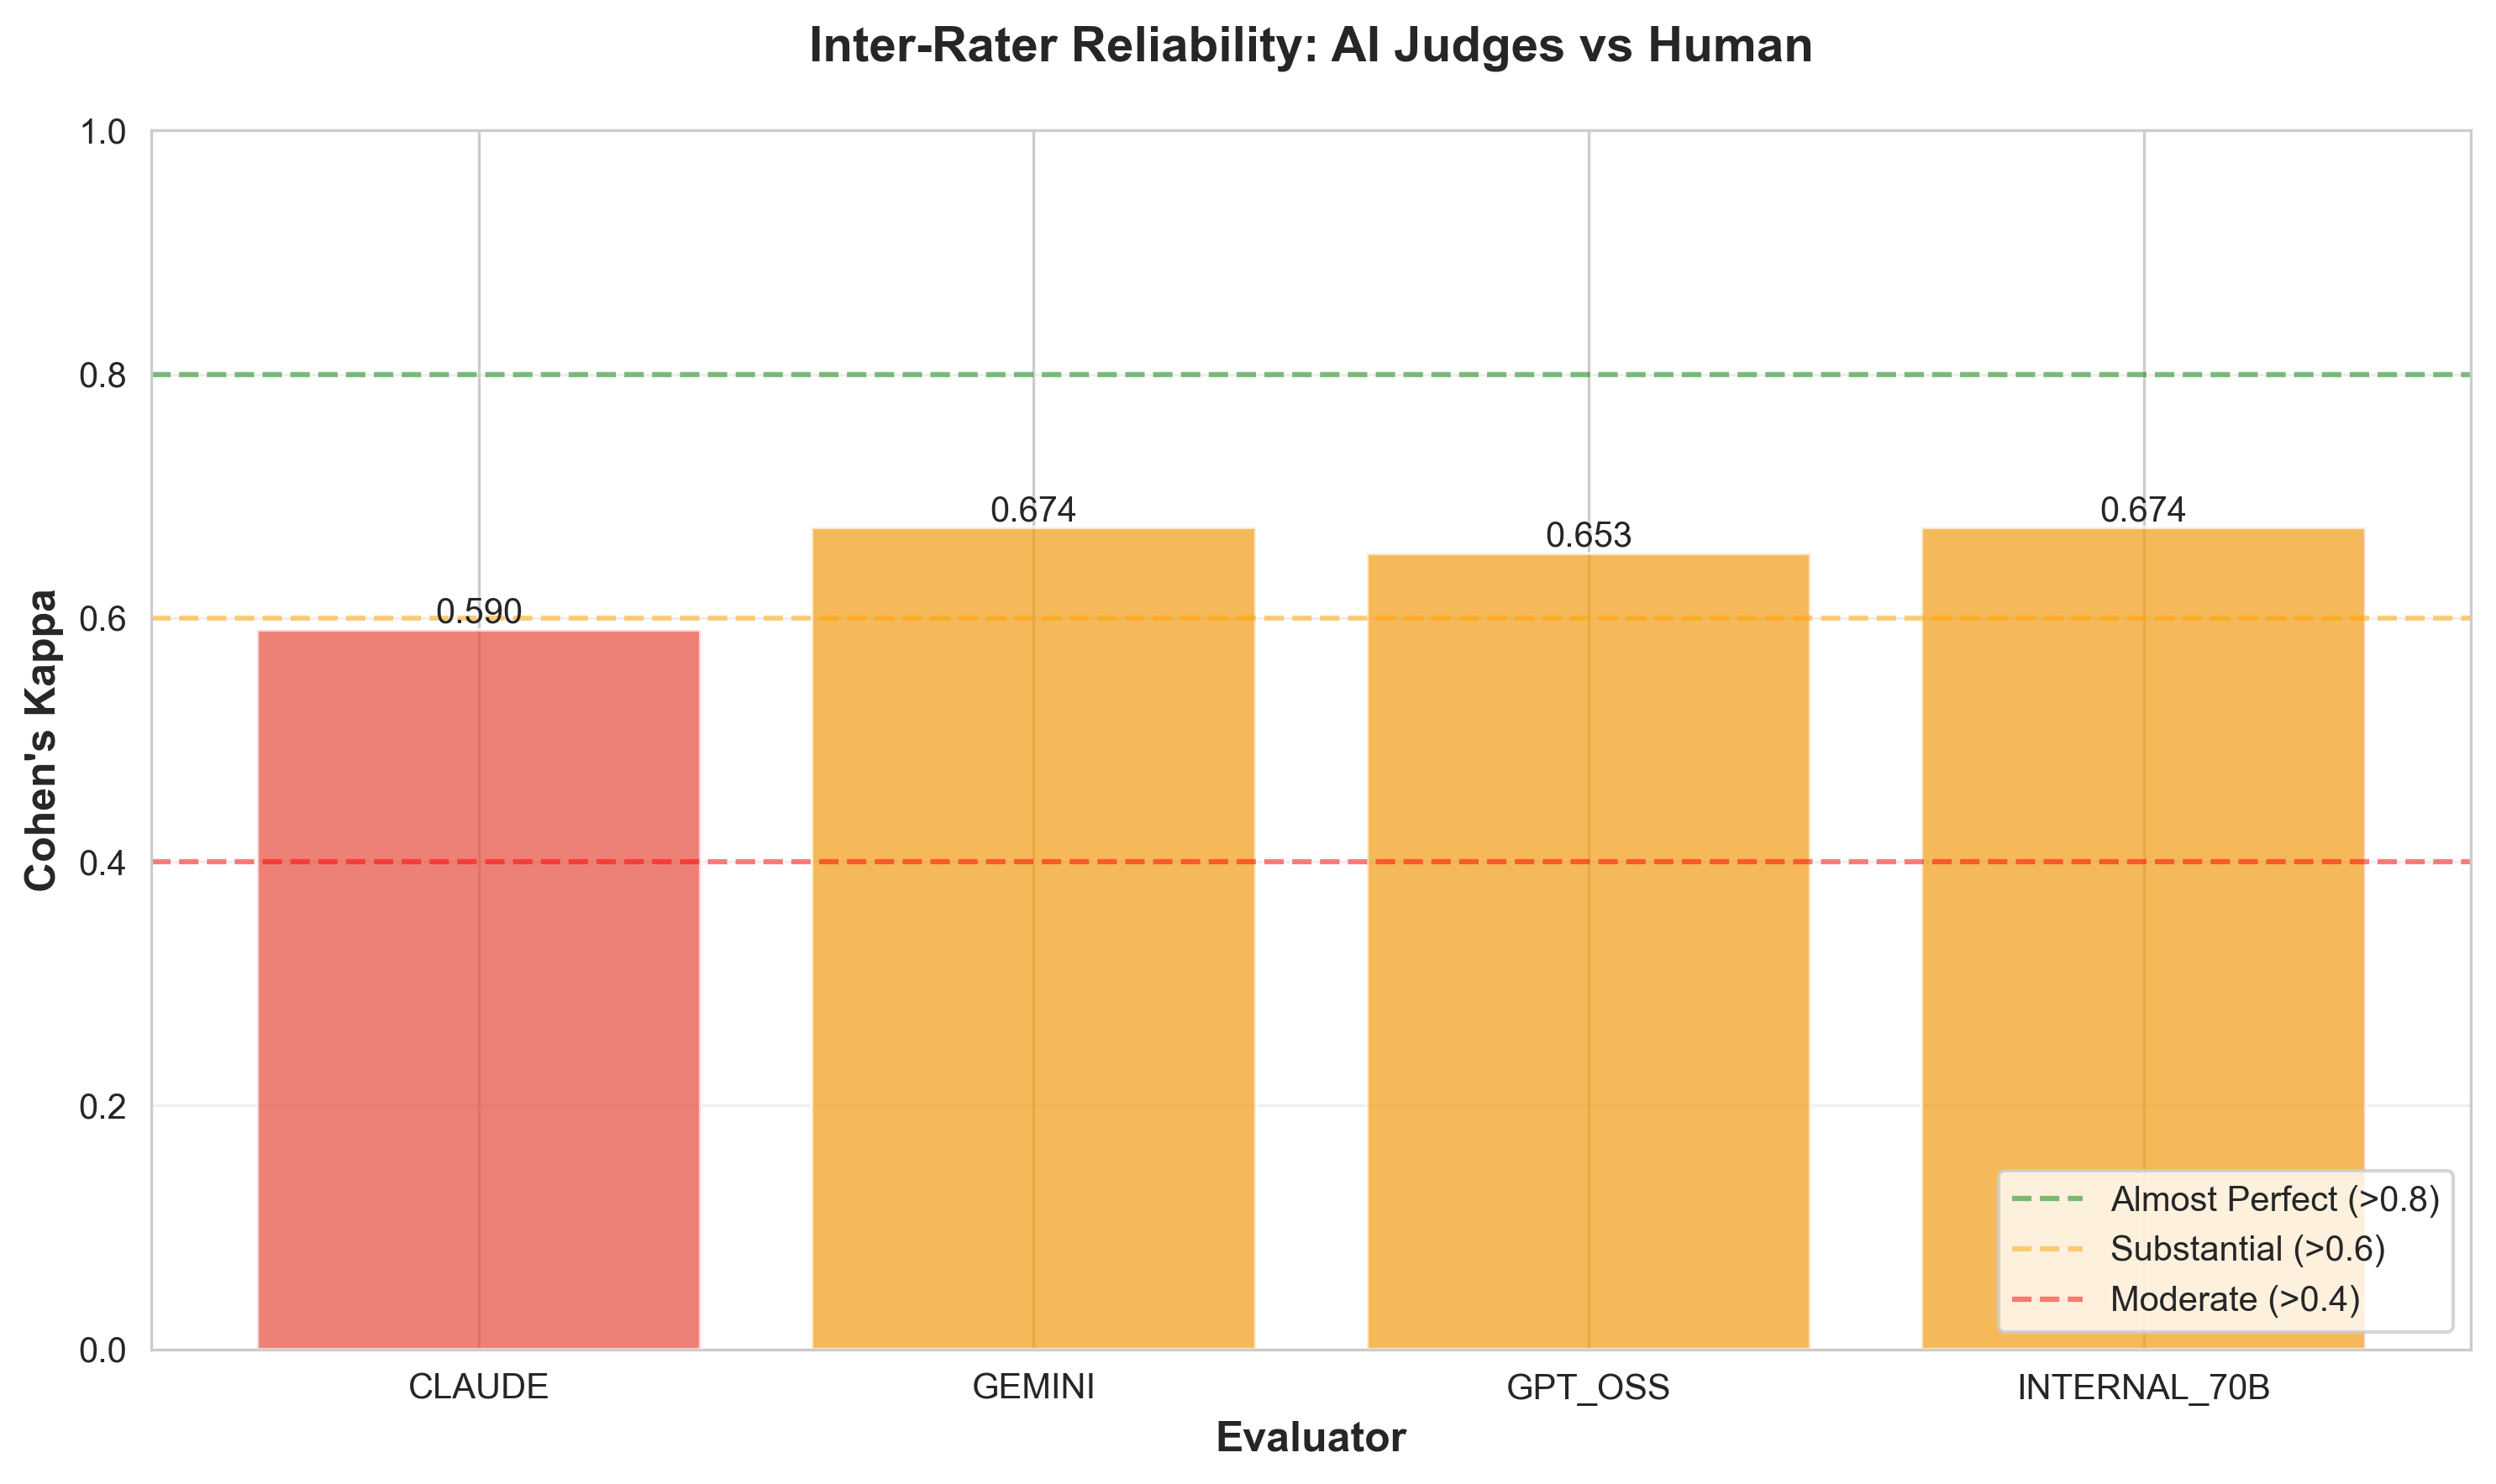 Inter-Rater Reliability: AI Judges vs Human
1.0
0.8
0.6
0.4
0.2
0.0
Cohen's Kappa
0.590
0.674
0.653
0.674
Almost Perfect (>0.8)
Substantial (>0.6)
Moderate (>0.4)
CLAUDE
GEMINI
GPT_OSS
INTERNAL_70B
Evaluator